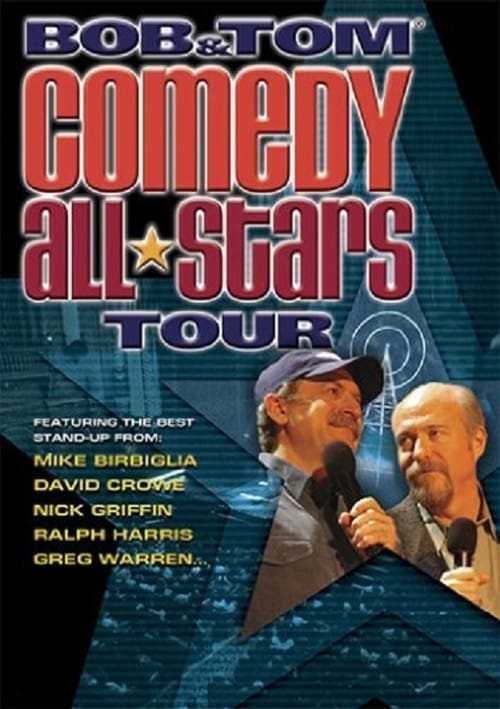 BOB & TOM®
COMEDY
all★stars
TOUR
FEATURING THE BEST
STAND-UP FROM:
MIKE BIRBIGLIA
DAVID CROWE
NICK GRIFFIN
RALPH HARRIS
GREG WARREN...